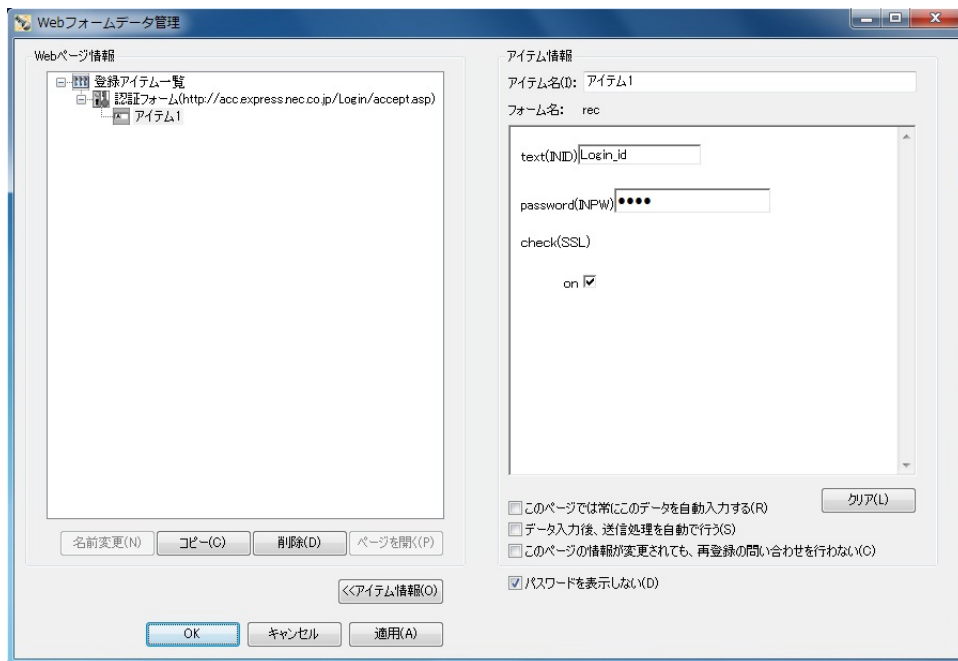 Webフォームデータ管理
Webページ情報
登録アイテム一覧
認証フォーム(http://acc.express.nec.co.jp/Login/accept.asp)
アイテム1
名前変更(N)
コピー(C)
削除(D)
ページを開く(P)
<<アイテム情報(O)
OK
キャンセル
適用(A)
アイテム情報
アイテム名(I): アイテム1
フォーム名: rec
text(INID) Login_id
password(INPW) ●●●●
check(SSL)
on
クリア(L)
このページでは常にこのデータを自動入力する(R)
データ入力後、送信処理を自動で行う(S)
このページの情報が変更されても、再登録の問い合わせを行わない(C)
パスワードを表示しない(D)